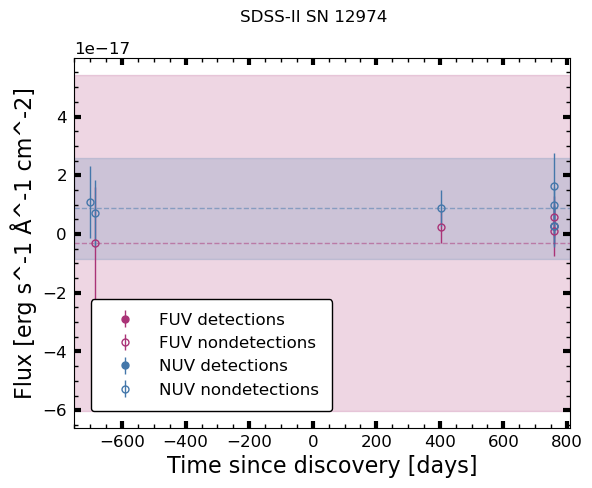 SDSS-II SN 12974
1e−17
Flux [erg s^-1 Å^-1 cm^-2]
4
2
0
−2
−4
−6
FUV detections
FUV nondetections
NUV detections
NUV nondetections
−600 −400 −200 0 200 400 600 800
Time since discovery [days]